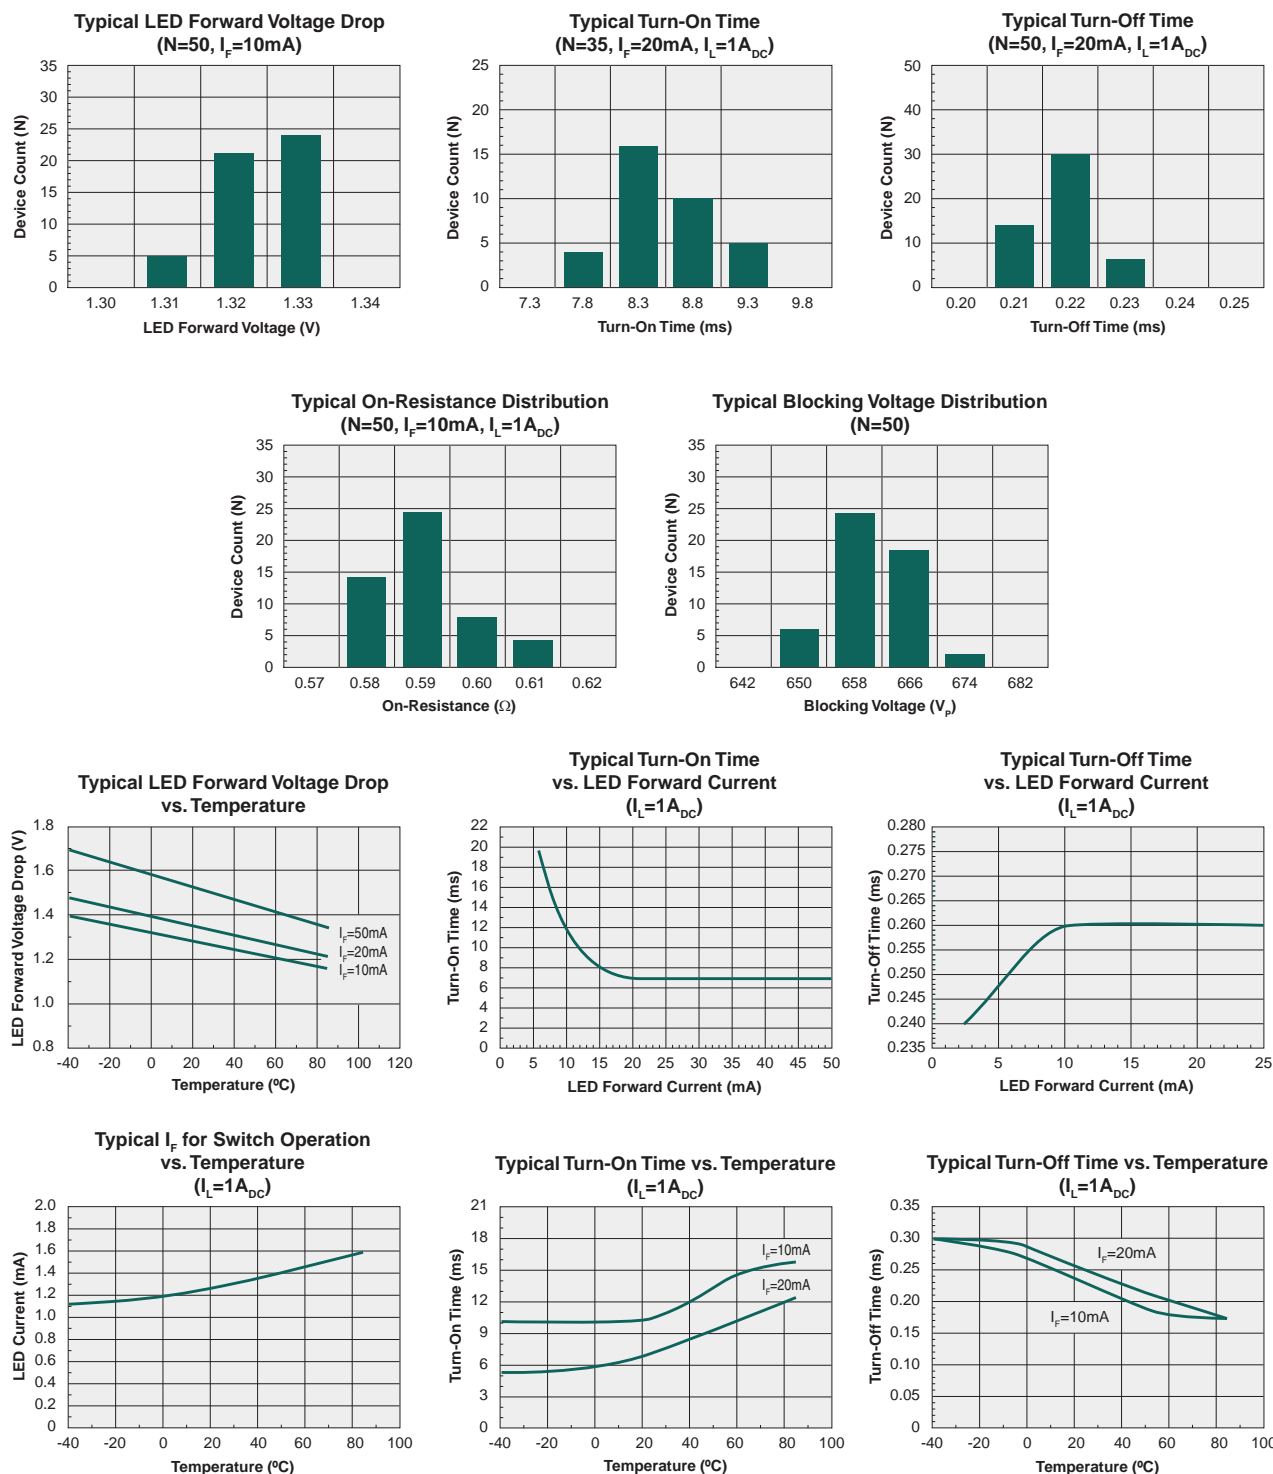 Typical LED Forward Voltage Drop
(N=50, IF=10mA)
35
30
25
20
15
10
5
0
Device Count (N)
1.30 1.31 1.32 1.33 1.34
LED Forward Voltage (V)
Typical Turn-On Time
(N=35, IF=20mA, IL=1ADC)
25
20
15
10
5
0
Device Count (N)
7.3 7.8 8.3 8.8 9.3 9.8
Turn-On Time (ms)
Typical Turn-Off Time
(N=50, IF=20mA, IL=1ADC)
50
40
30
20
10
0
Device Count (N)
0.20 0.21 0.22 0.23 0.24 0.25
Turn-Off Time (ms)
Typical On-Resistance Distribution
(N=50, IF=10mA, IL=1ADC)
35
30
25
20
15
10
5
0
Device Count (N)
0.57 0.58 0.59 0.60 0.61 0.62
On-Resistance (Ω)
Typical Blocking Voltage Distribution
(N=50)
35
30
25
20
15
10
5
0
Device Count (N)
642 650 658 666 674 682
Blocking Voltage (VP)
Typical LED Forward Voltage Drop
vs. Temperature
1.8
1.6
1.4
1.2
1.0
0.8
LED Forward Voltage Drop (V)
IF=50mA
IF=20mA
IF=10mA
-40 -20 0 20 40 60 80 100 120
Temperature (ºC)
Typical Turn-On Time
vs. LED Forward Current
(IL=1ADC)
22
20
18
16
14
12
10
8
6
4
2
0
Turn-On Time (ms)
0 5 10 15 20 25 30 35 40 45 50
LED Forward Current (mA)
Typical Turn-Off Time
vs. LED Forward Current
(IL=1ADC)
0.280
0.275
0.270
0.265
0.260
0.255
0.250
0.245
0.240
0.235
Turn-Off Time (ms)
0 5 10 15 20 25
LED Forward Current (mA)
Typical IF for Switch Operation
vs. Temperature
(IL=1ADC)
2.0
1.8
1.6
1.4
1.2
1.0
0.8
0.6
0.4
0.2
0
LED Current (mA)
-40 -20 0 20 40 60 80 100
Temperature (ºC)
Typical Turn-On Time vs. Temperature
(IL=1ADC)
21
18
15
12
9
6
3
0
Turn-On Time (ms)
IF=10mA
IF=20mA
-40 -20 0 20 40 60 80 100
Temperature (ºC)
Typical Turn-Off Time vs. Temperature
(IL=1ADC)
0.35
0.30
0.25
0.20
0.15
0.10
0.05
0
Turn-Off Time (ms)
IF=20mA
IF=10mA
-40 -20 0 20 40 60 80 100
Temperature (ºC)